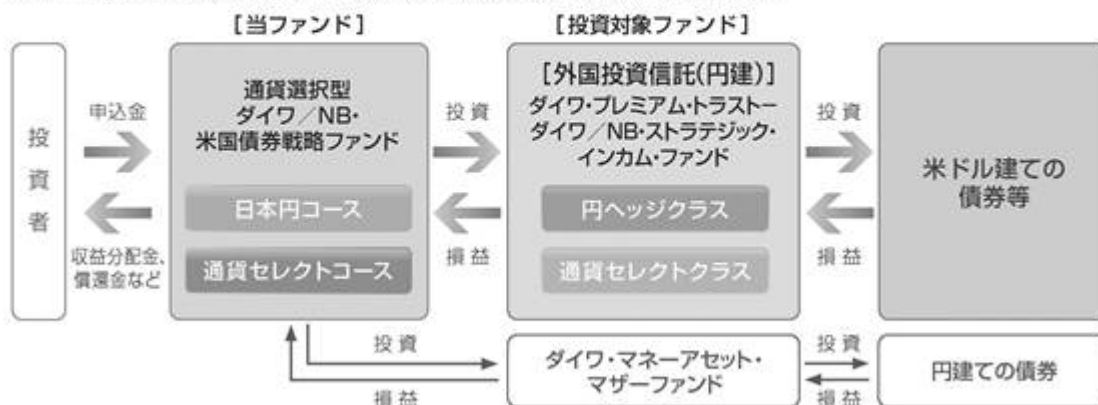 [当ファンド]
[投資対象ファンド]
投資者
申込金
収益分配金、
償還金など
通貨選択型
ダイワ／NB・
米国債券戦略ファンド
日本円コース
通貨セレクトコース
投資
損益
[外国投資信託(円建)]
ダイワ・プレミアム・トラストー
ダイワ／NB・ストラテジック・
インカム・ファンド
円ヘッジクラス
通貨セレクトクラス
投資
損益
米ドル建ての
債券等
投資
損益
ダイワ・マネーアセット・
マザーファンド
投資
損益
円建ての債券